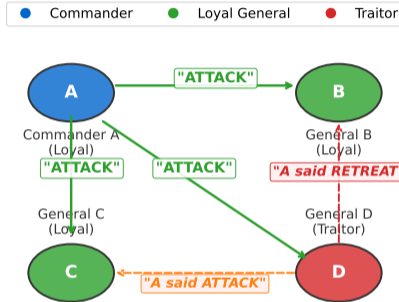 Commander
Loyal General
Traitor
"ATTACK"
A
B
Commander A
(Loyal)
General B
(Loyal)
"ATTACK"
"ATTACK"
"A said RETREAT
General C
(Loyal)
General D
(Traitor)
C
D
"A said ATTACK"